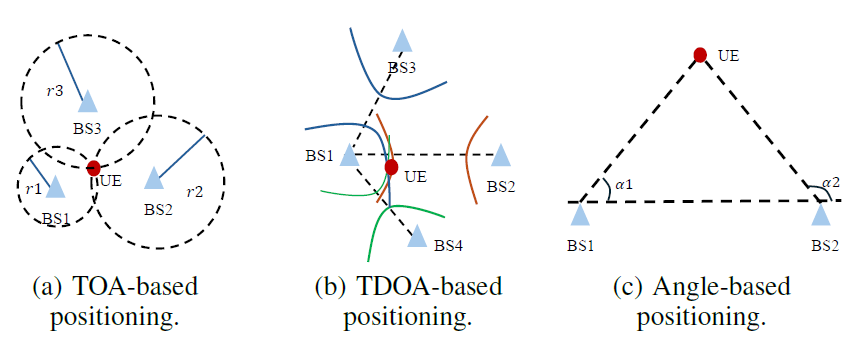 r3
BS3
r1
BS1
UE
BS2
r2
(a) TOA-based
positioning.
BS3
BS1
UE
BS2
BS4
(b) TDOA-based
positioning.
UE
α1
α2
BS1
BS2
(c) Angle-based
positioning.